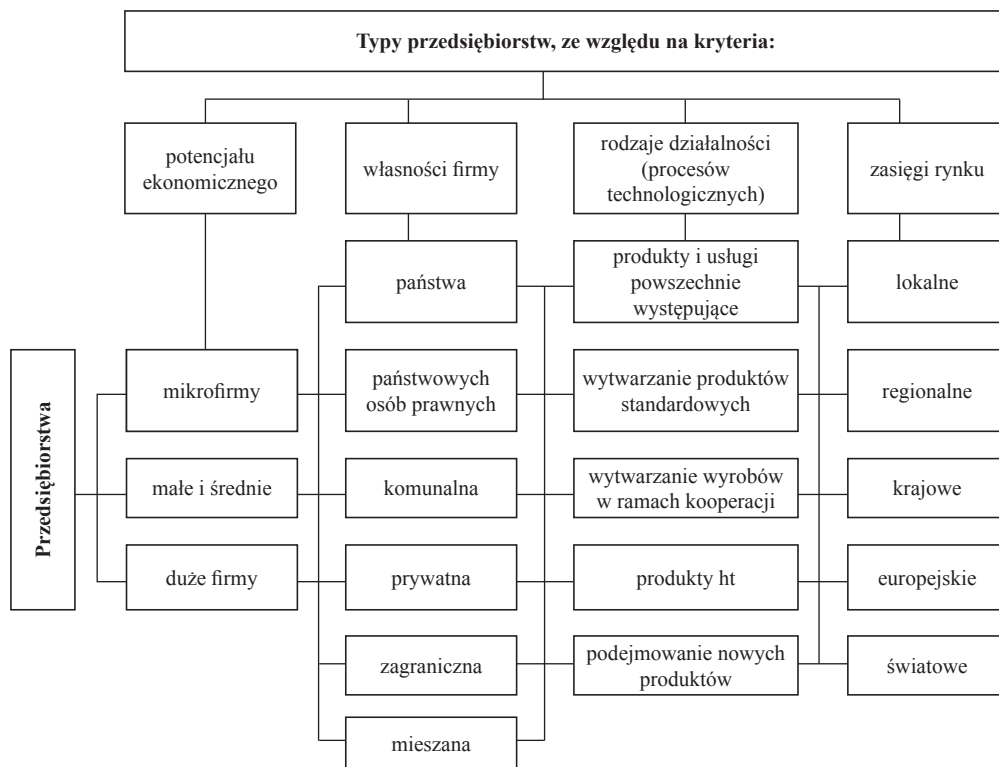 Typy przedsiębiorstw, ze względu na kryteria:
potencjału
ekonomicznego
własności firmy
rodzaje działalności
(procesów
technologicznych)
zasięgi rynku
państwa
produkty i usługi
powszechnie
występujące
lokalne
Przedsiębiorstwa
mikrofirmy
państwowych
osób prawnych
wytwarzanie produktów
standardowych
regionalne
małe i średnie
komunalna
wytwarzanie wyrobów
w ramach kooperacji
krajowe
duże firmy
prywatna
produkty ht
europejskie
zagraniczna
podejmowanie nowych
produktów
światowe
mieszana